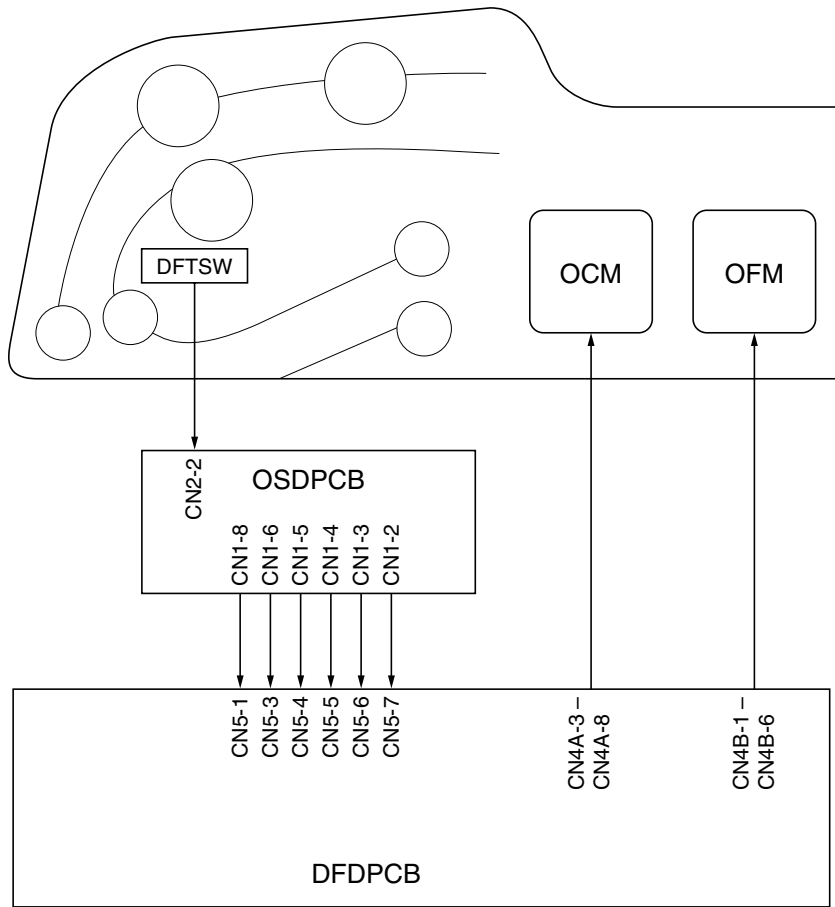 DFTSW
OCM
OFM
CN2-2
OSDPCB
CN1-8
CN1-6
CN1-5
CN1-4
CN1-3
CN1-2
CN5-1
CN5-3
CN5-4
CN5-5
CN5-6
CN5-7
CN4A-3 –
CN4A-8
CN4B-1 –
CN4B-6
DFDPCB